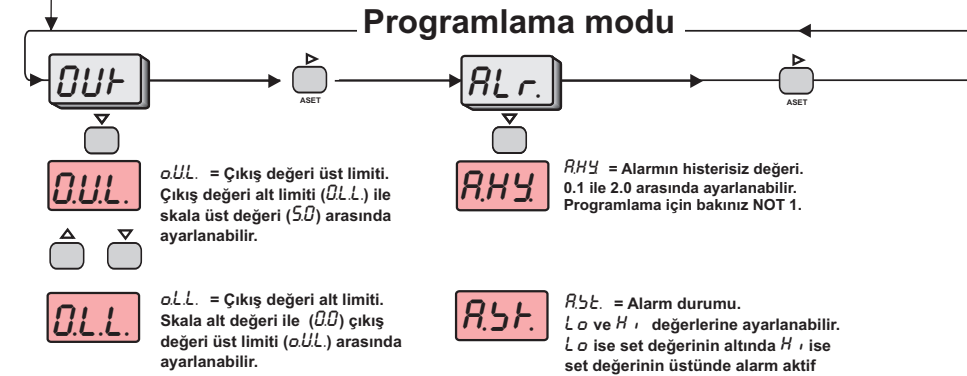 Programlama modu
OUt
ASET
ALr.
ASET
O.U.L.
o.U.L. = Çıkış değeri üst limiti.
Çıkış değeri alt limiti (O.L.L.) ile
skala üst değeri (5.0) arasında
ayarlanabilir.
A.HY.
A.HY = Alarmın histerisiz değeri.
0.1 ile 2.0 arasında ayarlanabilir.
Programlama için bakınız NOT 1.
O.L.L.
o.L.L. = Çıkış değeri alt limiti.
Skala alt değeri ile (0.0) çıkış
değeri üst limiti (o.U.L.) arasında
ayarlanabilir.
A.St.
A.St. = Alarm durumu.
Lo ve Hi değerlerine ayarlanabilir.
Lo ise set değerinin altında Hi ise
set değerinin üstünde alarm aktif